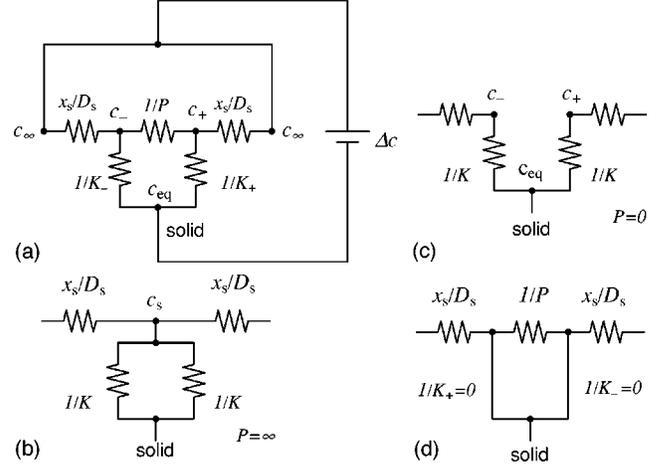 x_s/D_s
c_−
1/P
c_+
x_s/D_s
c_∞
c_∞
Δc
1/K_−
c_eq
1/K_+
solid
(a)
x_s/D_s
c_s
x_s/D_s
1/K
1/K
solid
P=∞
(b)
c_−
c_+
1/K
c_eq
1/K
solid
P=0
(c)
x_s/D_s
1/P
x_s/D_s
1/K_+=0
1/K_−=0
solid
(d)